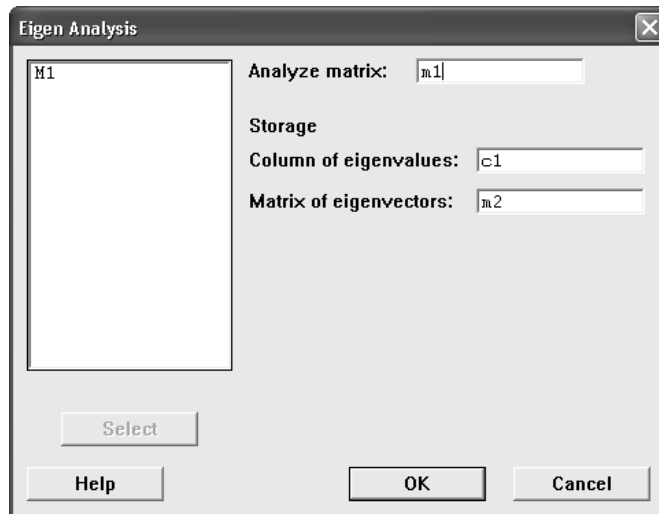 Eigen Analysis
M1
Analyze matrix: m1
Storage
Column of eigenvalues: c1
Matrix of eigenvectors: m2
Select
Help
OK
Cancel